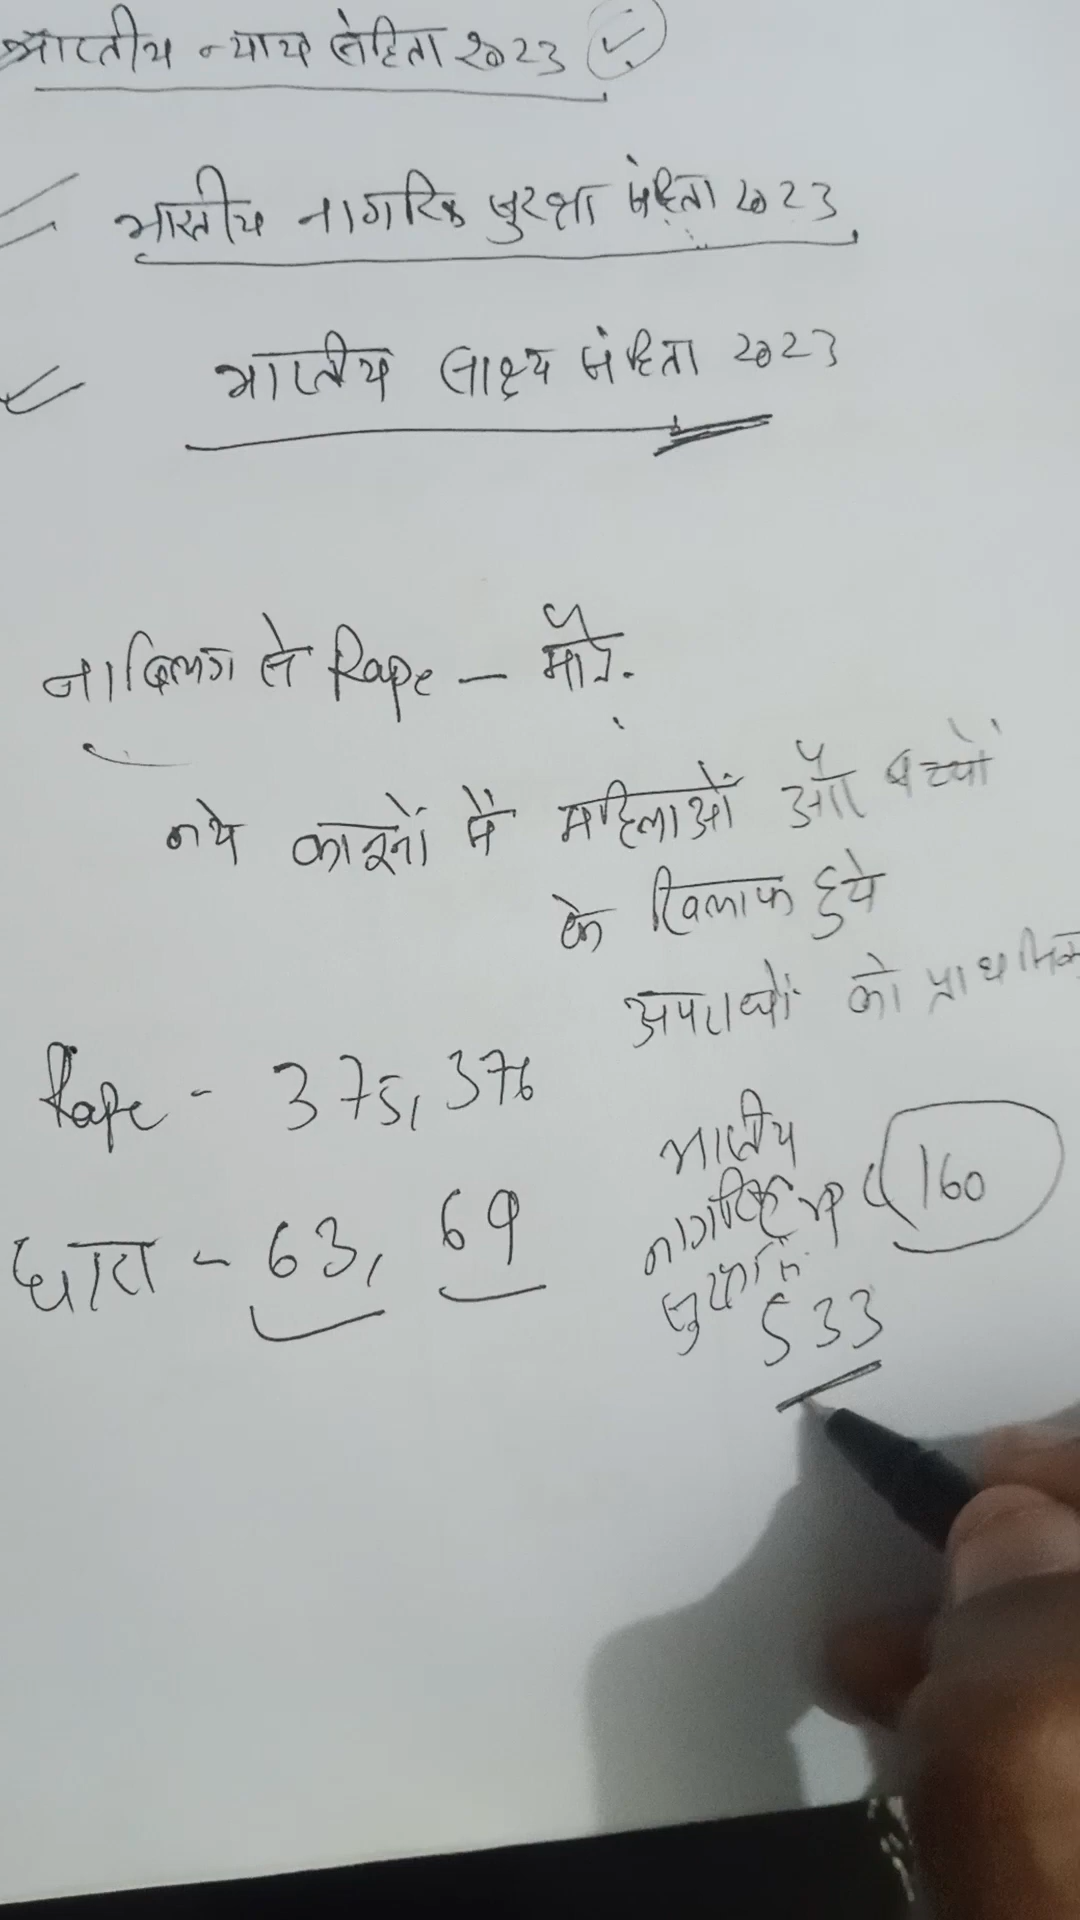 भारतीय न्याय संहिता 2023
भारतीय नागरिक सुरक्षा संहिता 2023
भारतीय साक्ष्य संहिता 2023
नाबिलग से Rape - मौत
नये कानूनों में महिलाओं और बच्चों
के खिलाफ हुये
अपराधों को प्राथमिक
Rape - 375, 376
धारा - 63, 69
भारतीय
नागरिक
160
533